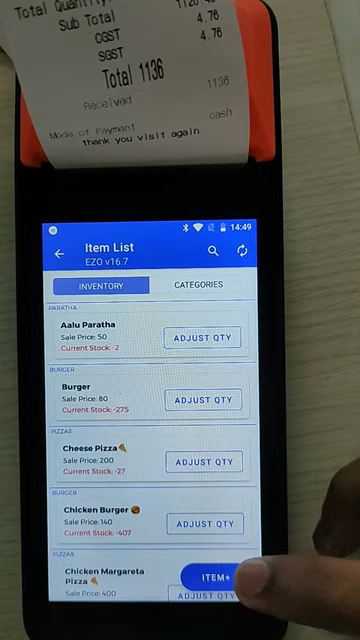 Total Quantity:
Sub Total 4.76
CGST 4.76
SGST
Total 1136
Received 1136
Mode of Payment cash
thank you visit again
14:49
Item List
EZO v16.7
INVENTORY CATEGORIES
PARATHA
Aalu Paratha
Sale Price: 50
Current Stock: -2
ADJUST QTY
BURGER
Burger
Sale Price: 80
Current Stock: -275
ADJUST QTY
PIZZAS
Cheese Pizza🍕
Sale Price: 200
Current Stock: -27
ADJUST QTY
BURGER
Chicken Burger 🍔
Sale Price: 140
Current Stock: -407
ADJUST QTY
PIZZAS
Chicken Margareta
Pizza 🍕
Sale Price: 400
ITEM+
ADJUST QTY